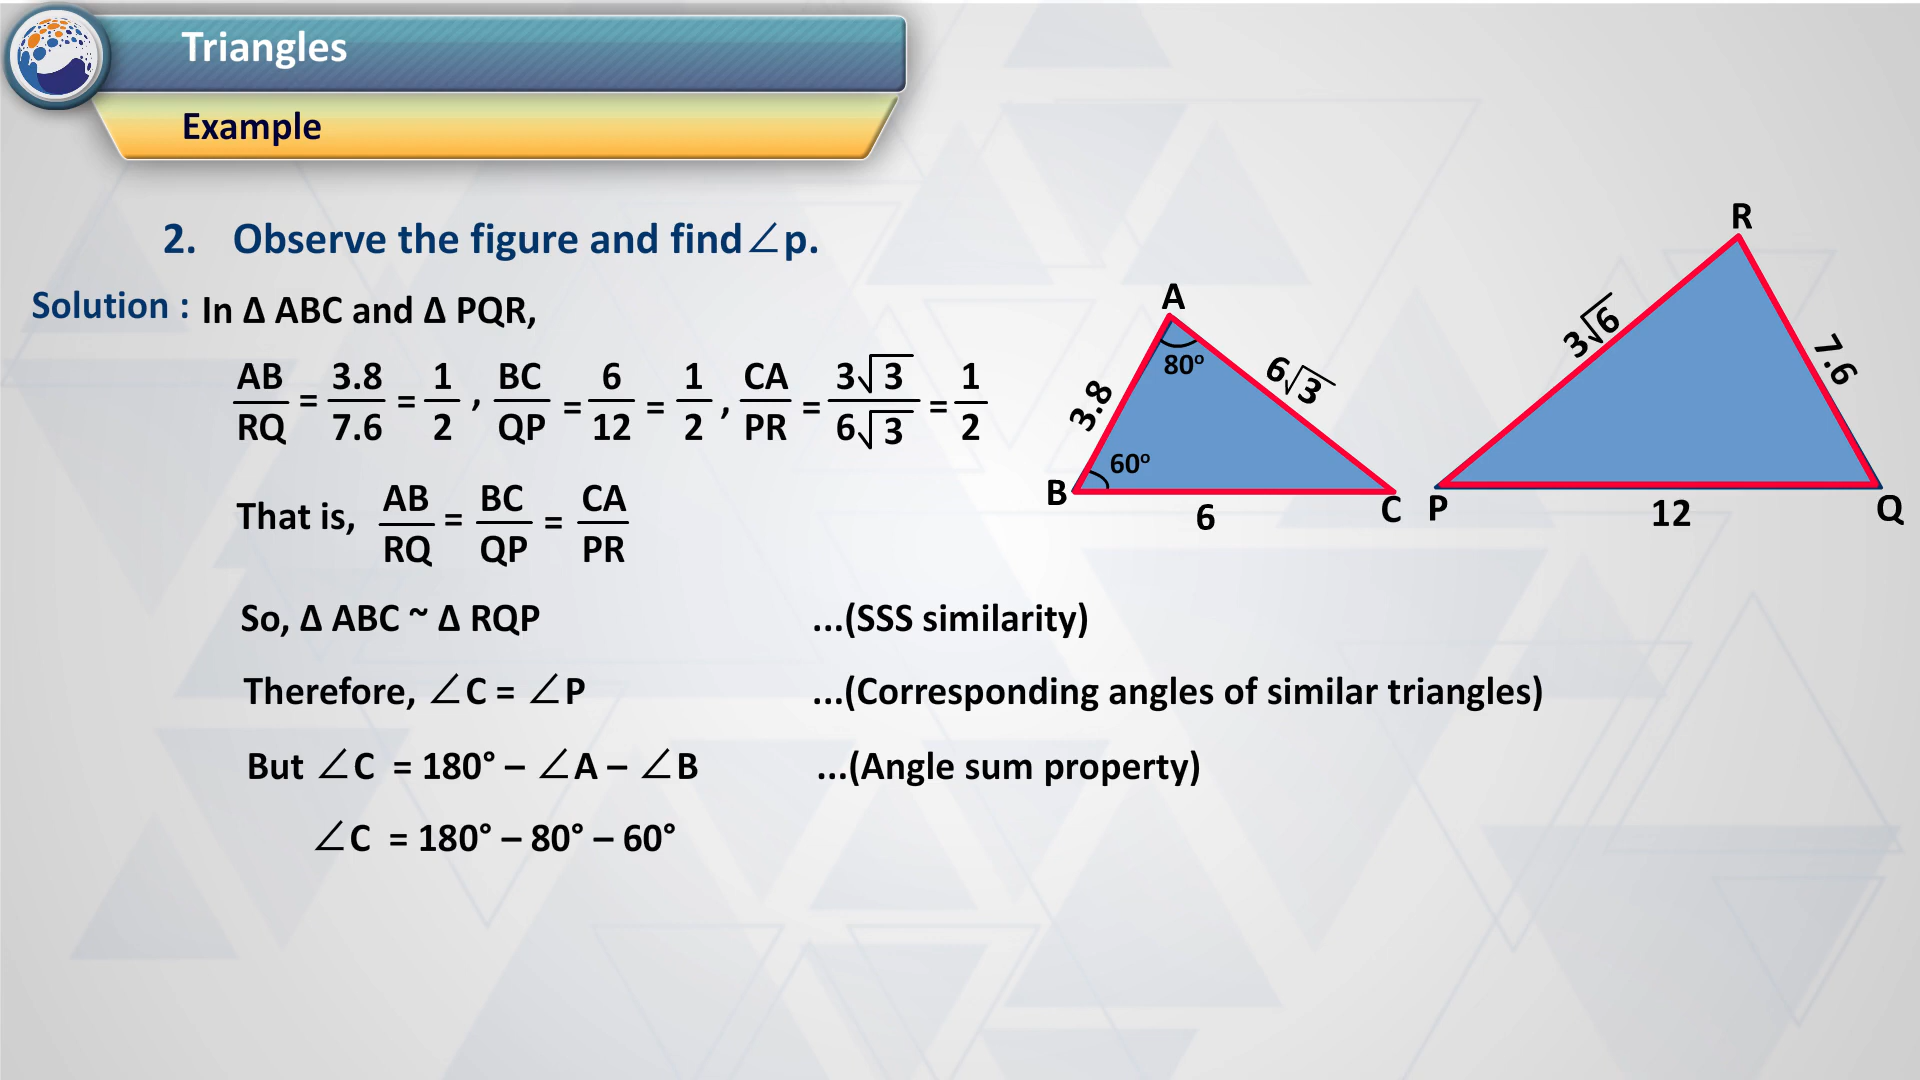 Triangles
Example
2. Observe the figure and find∠p.
Solution : In Δ ABC and Δ PQR,
AB/RQ = 3.8/7.6 = 1/2 , BC/QP = 6/12 = 1/2 , CA/PR = 3√3/6√3 = 1/2
That is, AB/RQ = BC/QP = CA/PR
So, Δ ABC ~ Δ RQP ...(SSS similarity)
Therefore, ∠C = ∠P ...(Corresponding angles of similar triangles)
But ∠C = 180° – ∠A – ∠B ...(Angle sum property)
∠C = 180° – 80° – 60°
A
80º
3.8
6√3
60º
B
6
C
R
3√6
7.6
P
12
Q